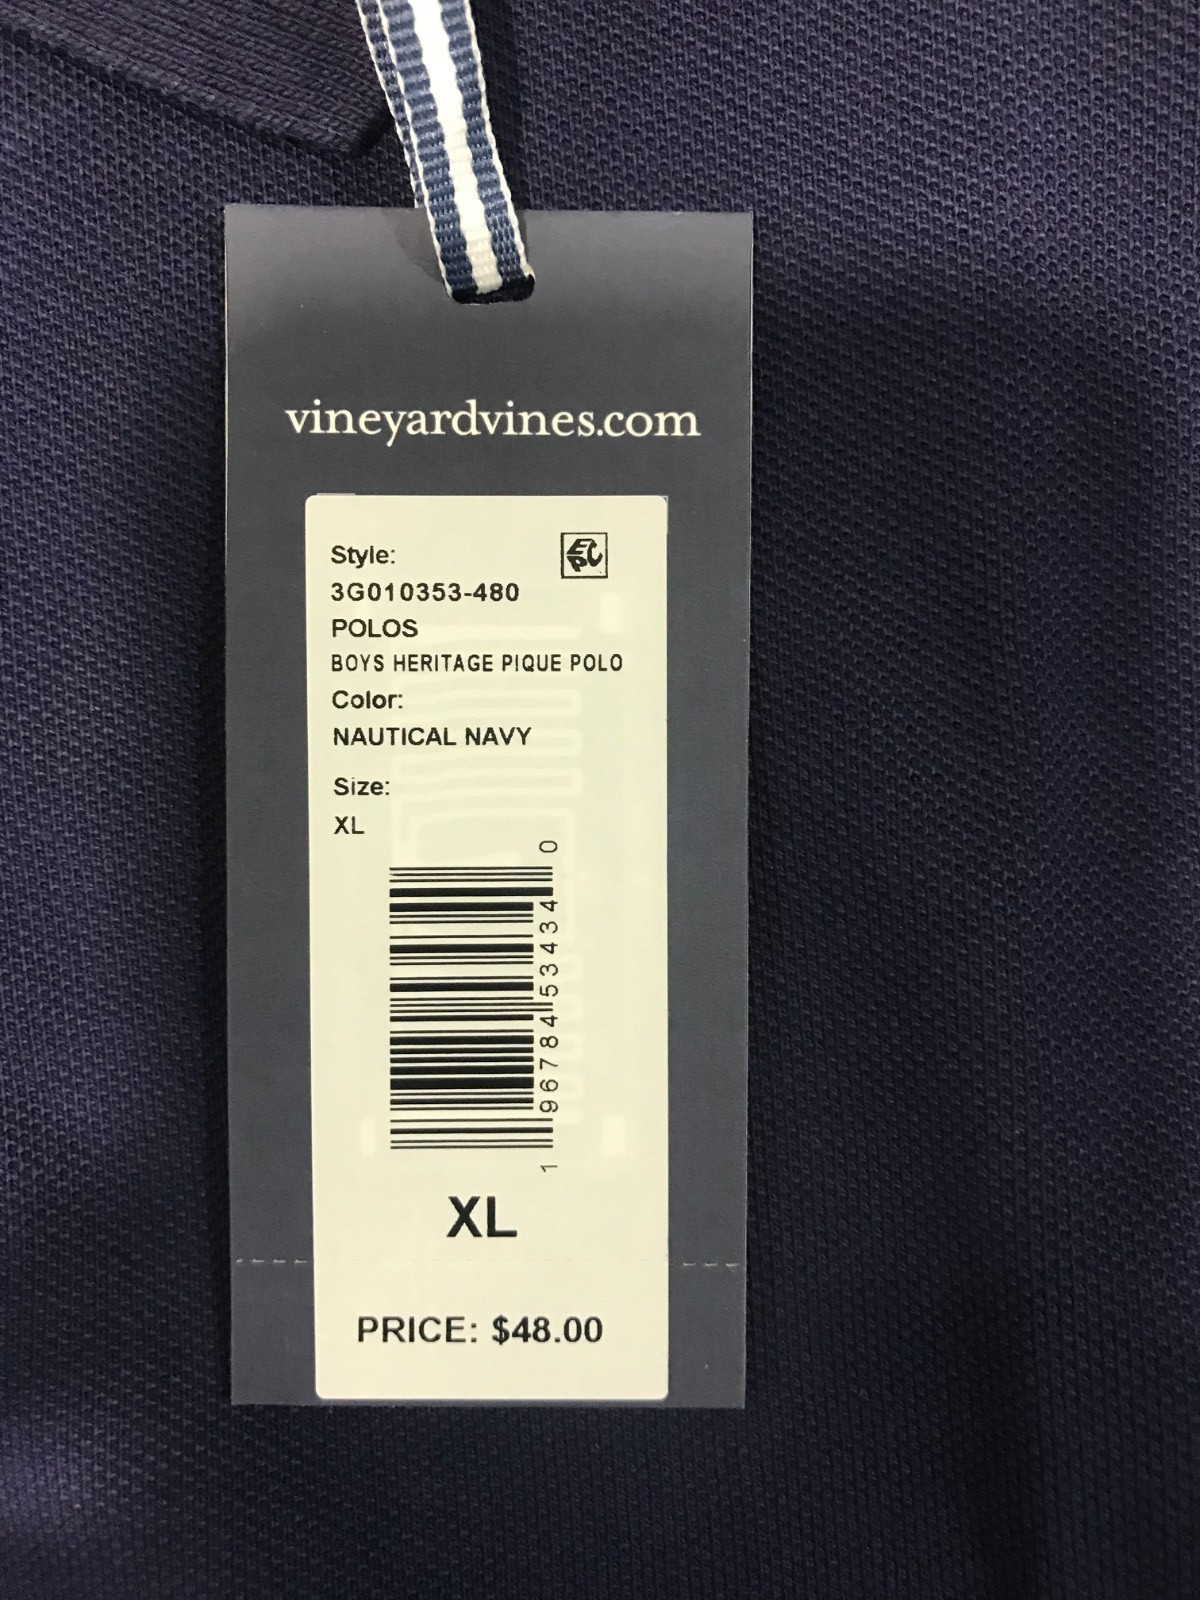 vineyardvines.com
Style:
EPC
3G010353-480
POLOS
BOYS HERITAGE PIQUE POLO
Color:
NAUTICAL NAVY
Size:
XL
1 96784 53434 0
XL
PRICE: $48.00